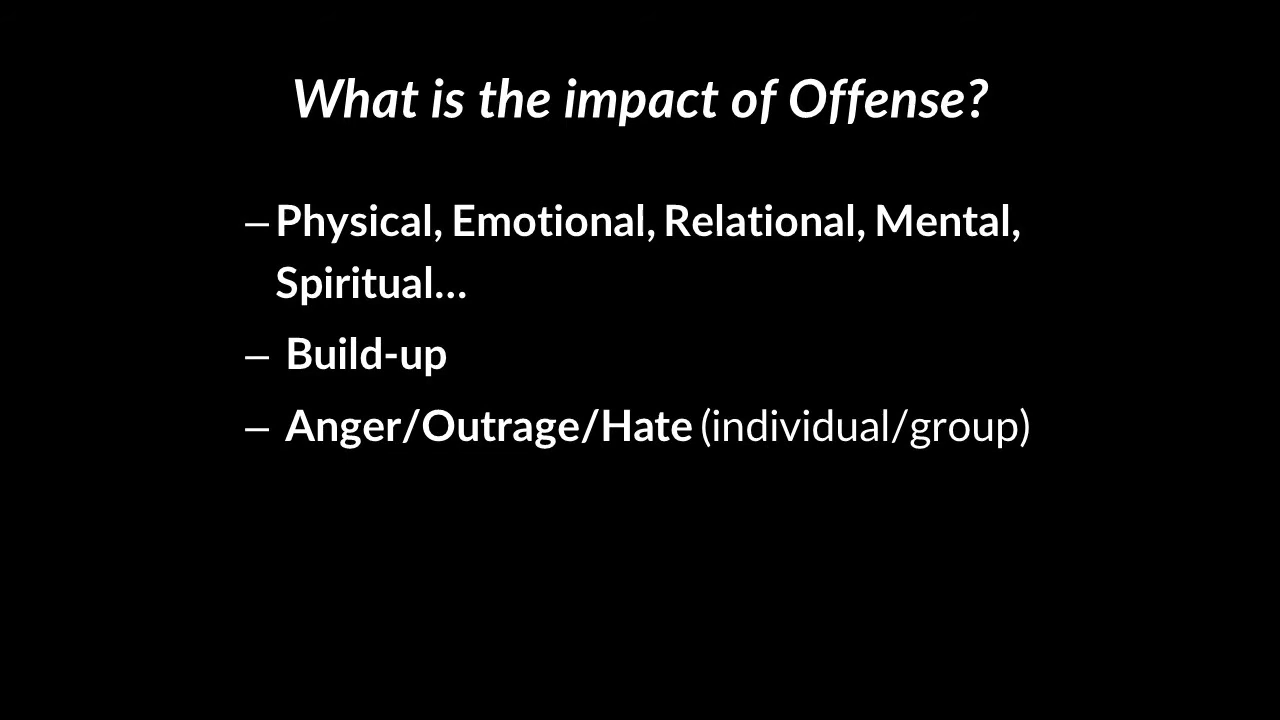 What is the impact of Offense?
– Physical, Emotional, Relational, Mental,
Spiritual...
– Build-up
– Anger/Outrage/Hate (individual/group)